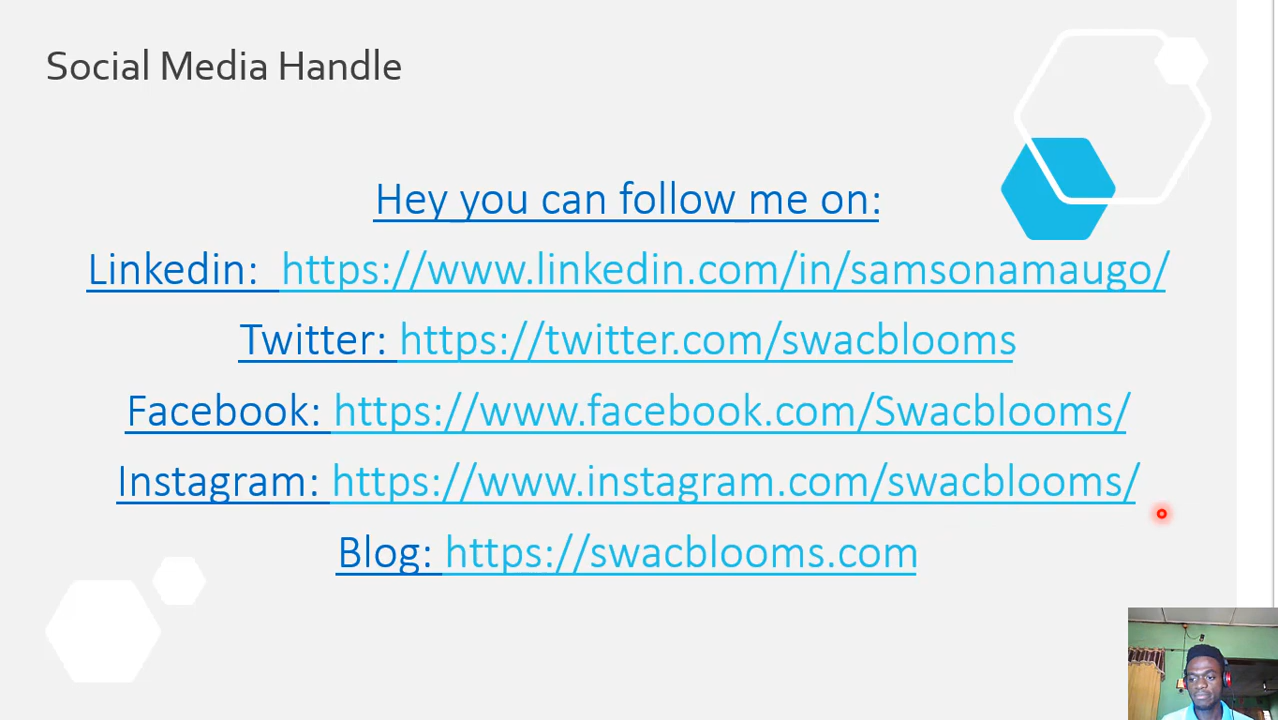 Social Media Handle
Hey you can follow me on:
Linkedin: https://www.linkedin.com/in/samsonamaugo/
Twitter: https://twitter.com/swacblooms
Facebook: https://www.facebook.com/Swacblooms/
Instagram: https://www.instagram.com/swacblooms/
Blog: https://swacblooms.com